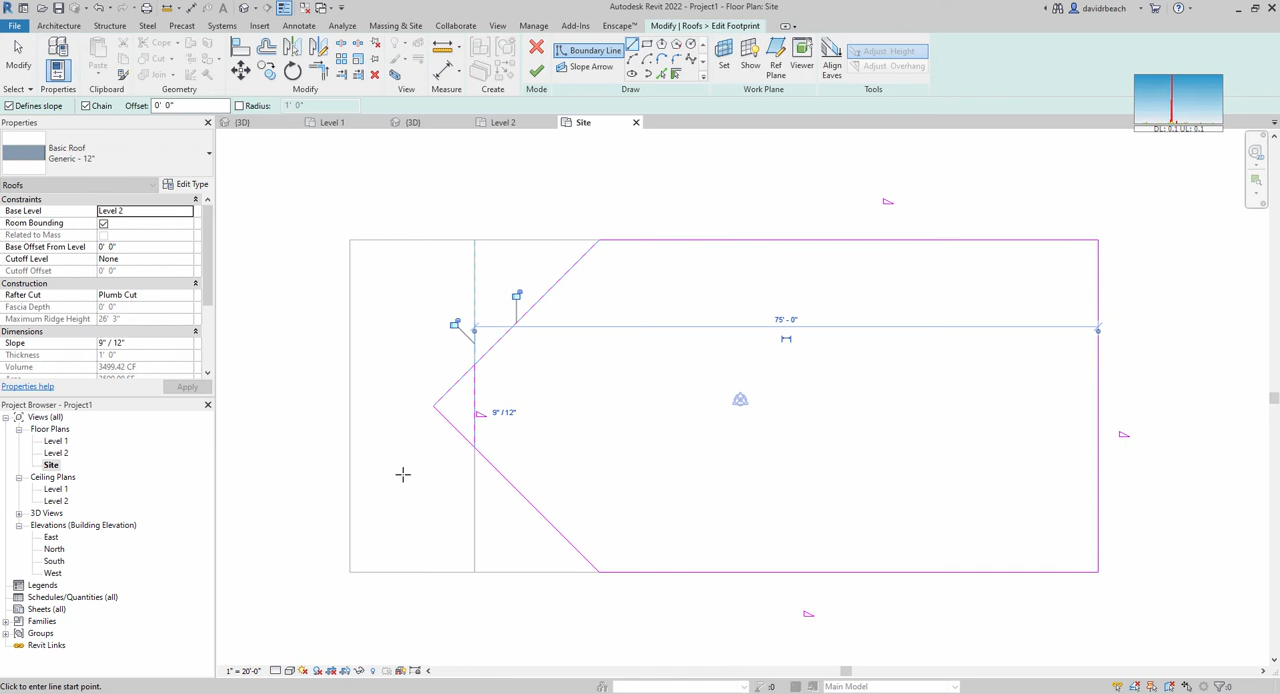 Autodesk Revit 2022 - Project1 - Floor Plan: Site
davidrbeach
File Architecture Structure Steel Precast Systems Insert Annotate Analyze Massing & Site Collaborate View Manage Add-Ins Enscape™ Modify | Roofs > Edit Footprint
Modify
Properties
Paste
Cope
Cut
Join
Boundary Line
Slope Arrow
Set
Show
Ref Plane
Viewer
Align Eaves
Adjust Height
Adjust Overhang
Select Properties Clipboard Geometry Modify View Measure Create Mode Draw Work Plane Tools
Defines slope Chain Offset: 0' 0" Radius: 1' 0"
Properties
{3D} Level 1 {3D} Level 2 Site
DL: 0.1 UL: 0.1
Basic Roof
Generic - 12"
Roofs Edit Type
Constraints
Base Level Level 2
Room Bounding
Related to Mass
Base Offset From Level 0' 0"
Cutoff Level None
Cutoff Offset 0' 0"
Construction
Rafter Cut Plumb Cut
Fascia Depth 0' 0"
Maximum Ridge Height 26' 3"
Dimensions
Slope 9" / 12"
Thickness 1' 0"
Volume 3499.42 CF
Properties help Apply
75' - 0"
9" / 12"
Project Browser - Project1
Views (all)
Floor Plans
Level 1
Level 2
Site
Ceiling Plans
Level 1
Level 2
3D Views
Elevations (Building Elevation)
East
North
South
West
Legends
Schedules/Quantities (all)
Sheets (all)
Families
Groups
Revit Links
1" = 20'-0"
Click to enter line start point.
:0
Main Model
:0